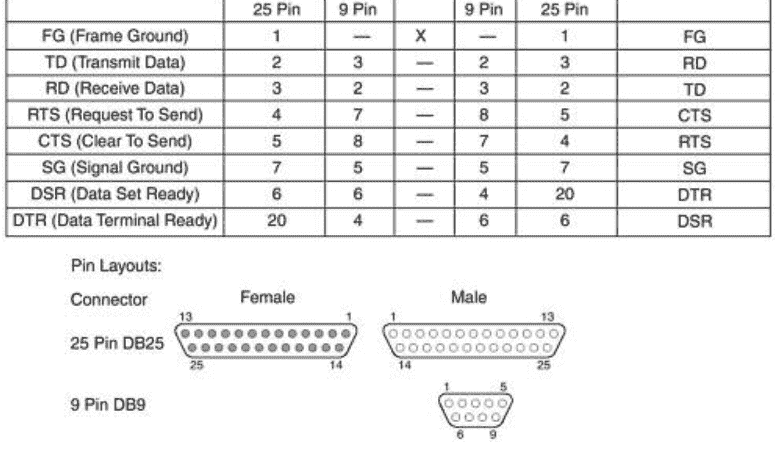 25 Pin 9 Pin 9 Pin 25 Pin
FG (Frame Ground) 1 — X — 1 FG
TD (Transmit Data) 2 3 — 2 3 RD
RD (Receive Data) 3 2 — 3 2 TD
RTS (Request To Send) 4 7 — 8 5 CTS
CTS (Clear To Send) 5 8 — 7 4 RTS
SG (Signal Ground) 7 5 — 5 7 SG
DSR (Data Set Ready) 6 6 — 4 20 DTR
DTR (Data Terminal Ready) 20 4 — 6 6 DSR
Pin Layouts:
Connector Female Male
13 1 1 13
25 Pin DB25
25 14 14 25
1 5
9 Pin DB9
6 9